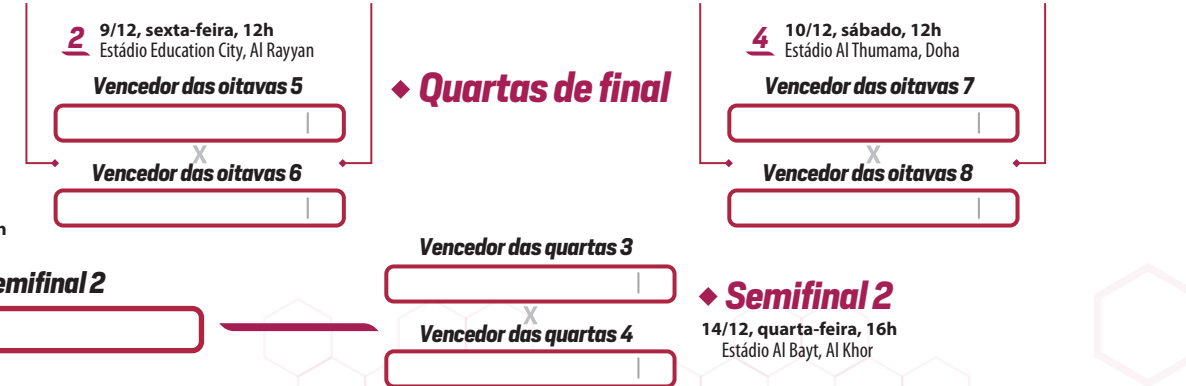 2
9/12, sexta-feira, 12h
Estádio Education City, Al Rayyan
Vencedor das oitavas 5
X
Vencedor das oitavas 6
◆ Quartas de final
4
10/12, sábado, 12h
Estádio Al Thumama, Doha
Vencedor das oitavas 7
X
Vencedor das oitavas 8
h
emifinal 2
Vencedor das quartas 3
X
Vencedor das quartas 4
◆ Semifinal 2
14/12, quarta-feira, 16h
Estádio Al Bayt, Al Khor